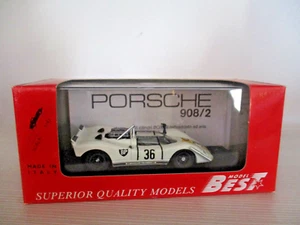 PORSCHE
908/2
36
MADE IN
ITALY
MODEL
BEST
SUPERIOR QUALITY MODELS